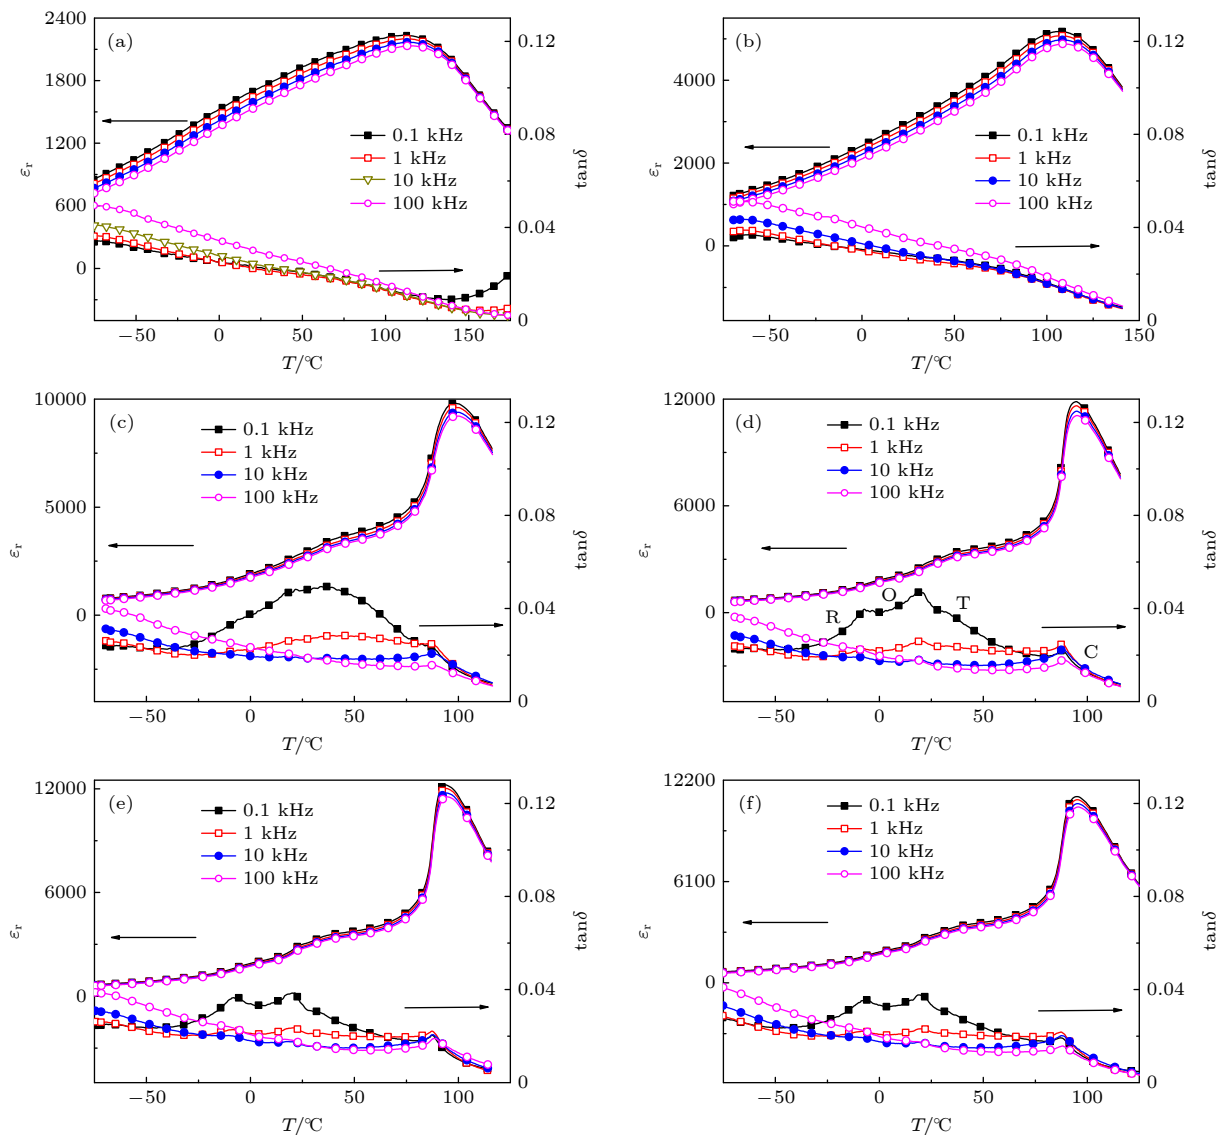 (a)
2400
1800
1200
600
0
εr
0.12
0.08
0.04
0
tanδ
0.1 kHz
1 kHz
10 kHz
100 kHz
−50
0
50
100
150
T/℃
(b)
4000
2000
0
εr
0.12
0.08
0.04
0
tanδ
0.1 kHz
1 kHz
10 kHz
100 kHz
−50
0
50
100
150
T/℃
(c)
10000
5000
0
εr
0.12
0.08
0.04
0
tanδ
0.1 kHz
1 kHz
10 kHz
100 kHz
−50
0
50
100
T/℃
(d)
12000
6000
0
εr
0.12
0.08
0.04
0
tanδ
0.1 kHz
1 kHz
10 kHz
100 kHz
R
O
T
C
−50
0
50
100
T/℃
(e)
12000
6000
0
εr
0.12
0.08
0.04
0
tanδ
0.1 kHz
1 kHz
10 kHz
100 kHz
−50
0
50
100
T/℃
(f)
12200
6100
0
εr
0.12
0.08
0.04
0
tanδ
0.1 kHz
1 kHz
10 kHz
100 kHz
−50
0
50
100
125
T/℃